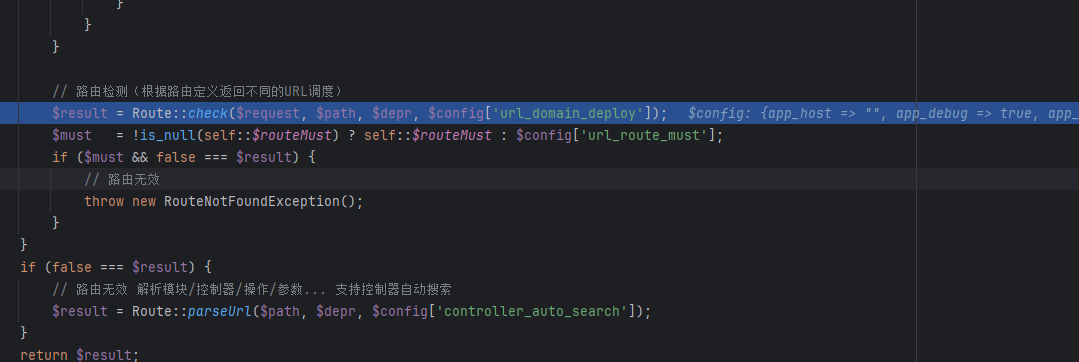 }
}
}
// 路由检测（根据路由定义返回不同的URL调度）
$result = Route::check($request, $path, $depr, $config['url_domain_deploy']); $config: {app_host => "", app_debug => true, app_
$must = !is_null(self::$routeMust) ? self::$routeMust : $config['url_route_must'];
if ($must && false === $result) {
// 路由无效
throw new RouteNotFoundException();
}
}
if (false === $result) {
// 路由无效 解析模块/控制器/操作/参数... 支持控制器自动搜索
$result = Route::parseUrl($path, $depr, $config['controller_auto_search']);
}
return $result;